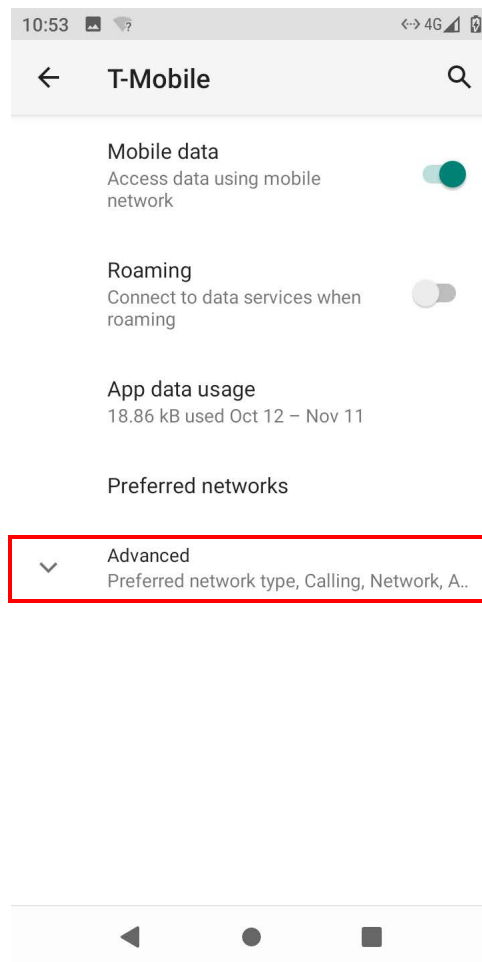 10:53 ? 4G
T-Mobile
Mobile data
Access data using mobile
network
Roaming
Connect to data services when
roaming
App data usage
18.86 kB used Oct 12 – Nov 11
Preferred networks
Advanced
Preferred network type, Calling, Network, A..